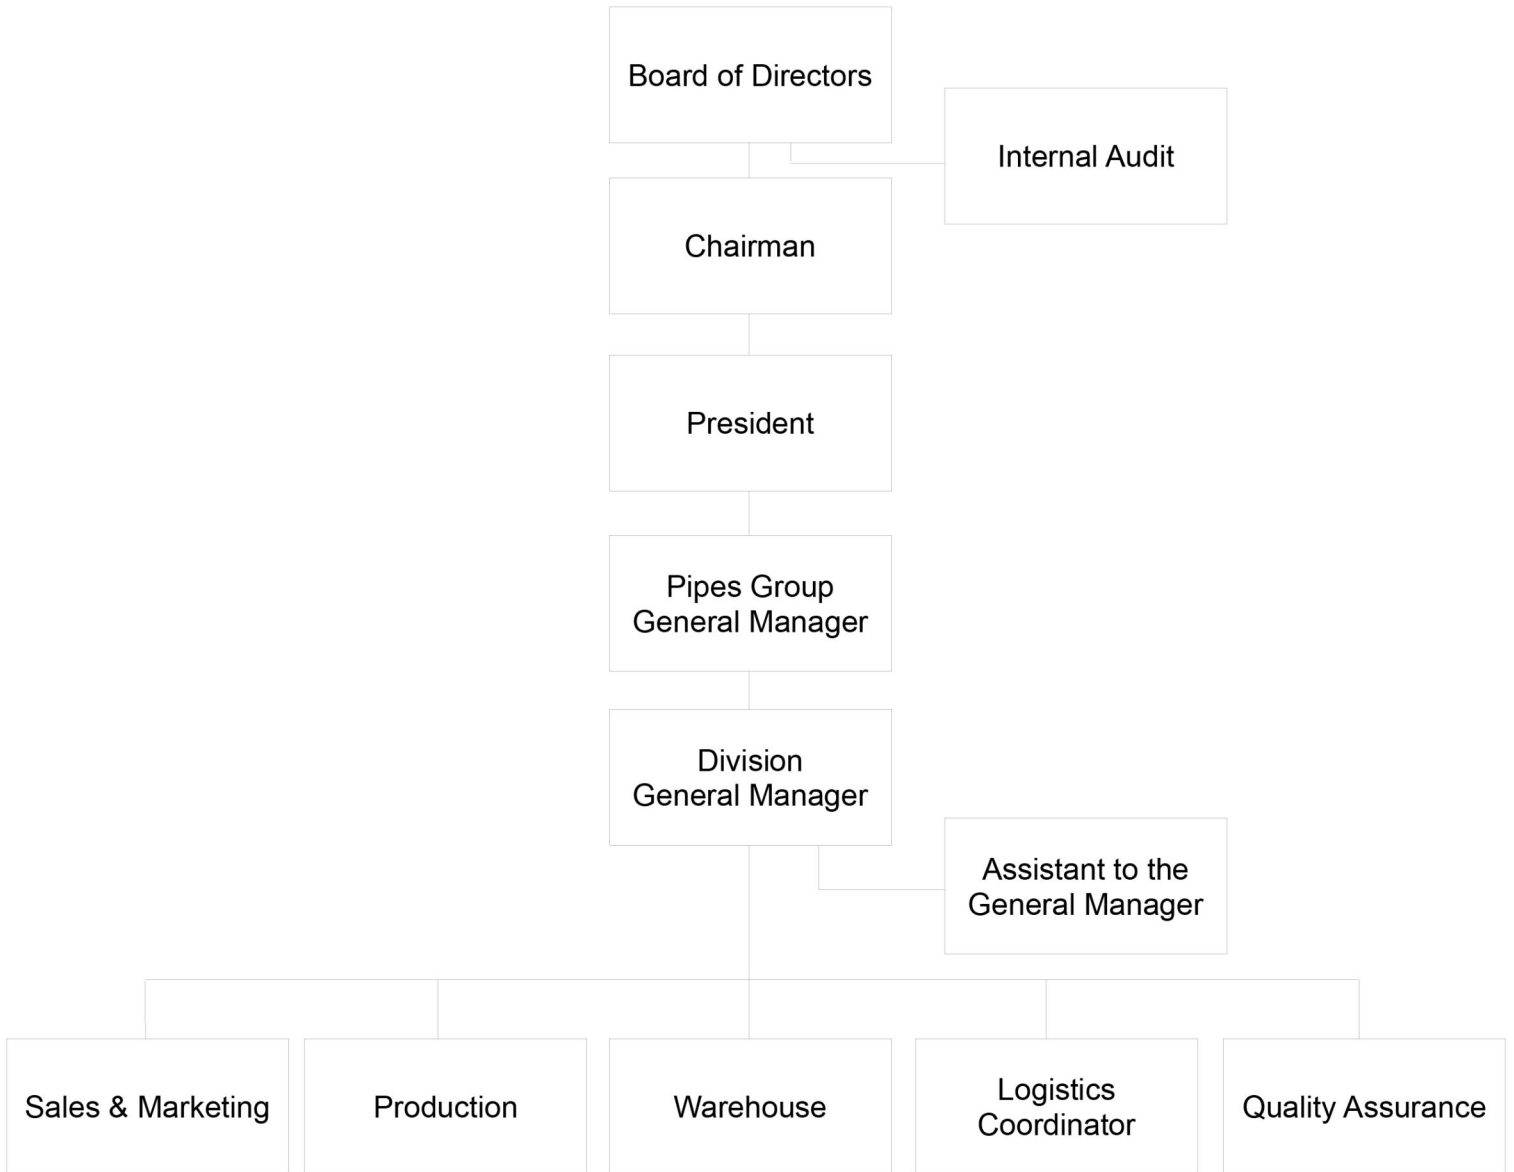 Board of Directors
Internal Audit
Chairman
President
Pipes Group
General Manager
Division
General Manager
Assistant to the
General Manager
Sales & Marketing
Production
Warehouse
Logistics
Coordinator
Quality Assurance